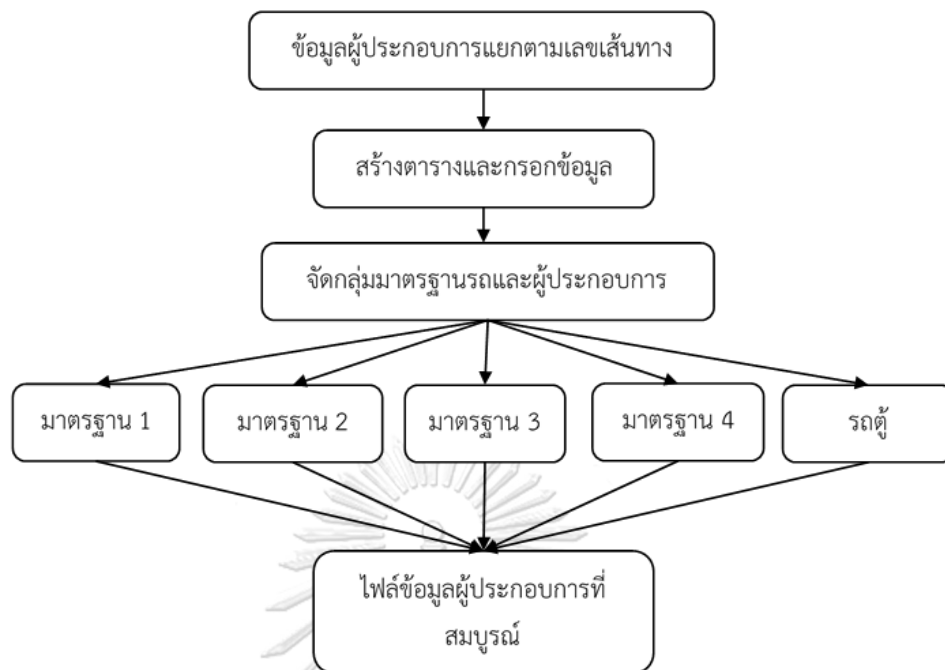 ข้อมูลผู้ประกอบการแยกตามเลขเส้นทาง
สร้างตารางและกรอกข้อมูล
จัดกลุ่มมาตรฐานรถและผู้ประกอบการ
มาตรฐาน 1
มาตรฐาน 2
มาตรฐาน 3
มาตรฐาน 4
รถตู้
ไฟล์ข้อมูลผู้ประกอบการที่
สมบูรณ์